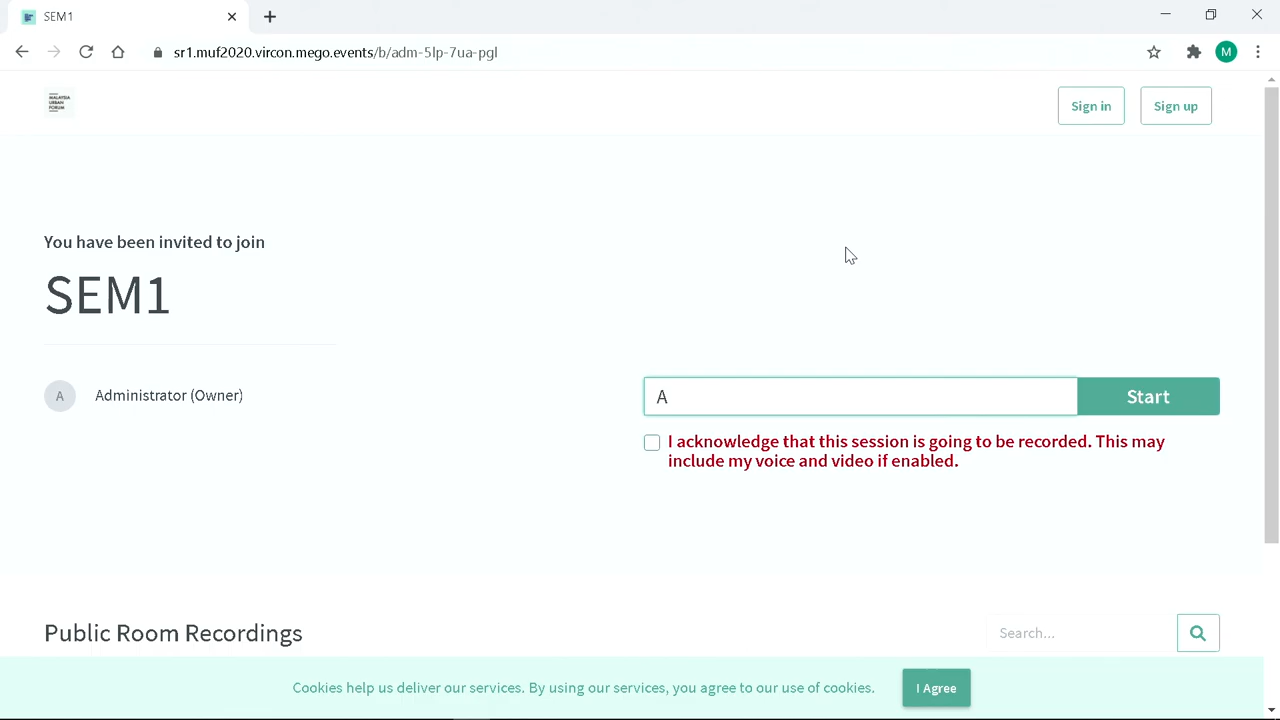 SEM1
sr1.muf2020.vircon.mego.events/b/adm-5lp-7ua-pgl
M
MALAYSIA
URBAN
FORUM
Sign in
Sign up
You have been invited to join
SEM1
A
Administrator (Owner)
A
Start
I acknowledge that this session is going to be recorded. This may
include my voice and video if enabled.
Public Room Recordings
Search...
Cookies help us deliver our services. By using our services, you agree to our use of cookies.
I Agree